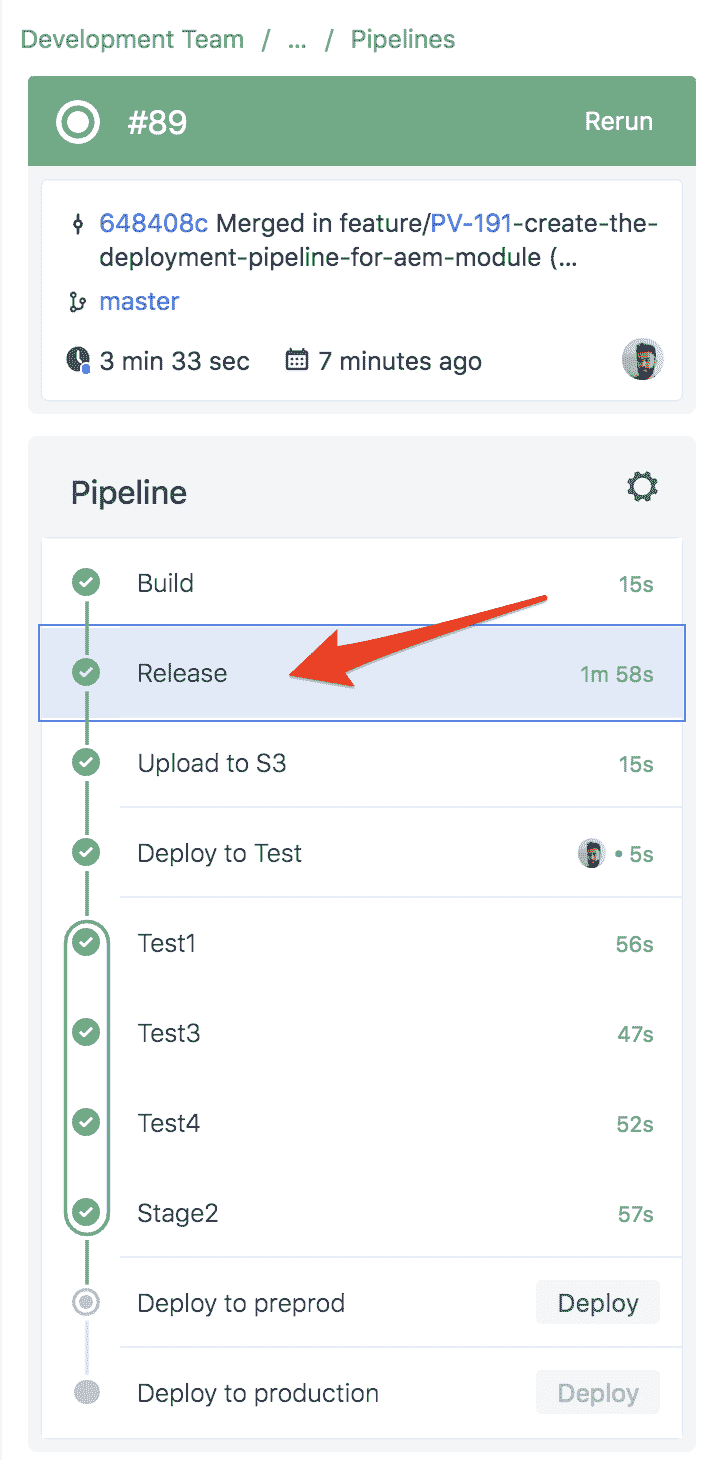 Development Team / ... / Pipelines
#89 Rerun
648408c Merged in feature/PV-191-create-the-
deployment-pipeline-for-aem-module (...
master
3 min 33 sec 7 minutes ago
Pipeline
Build 15s
Release 1m 58s
Upload to S3 15s
Deploy to Test • 5s
Test1 56s
Test3 47s
Test4 52s
Stage2 57s
Deploy to preprod Deploy
Deploy to production Deploy